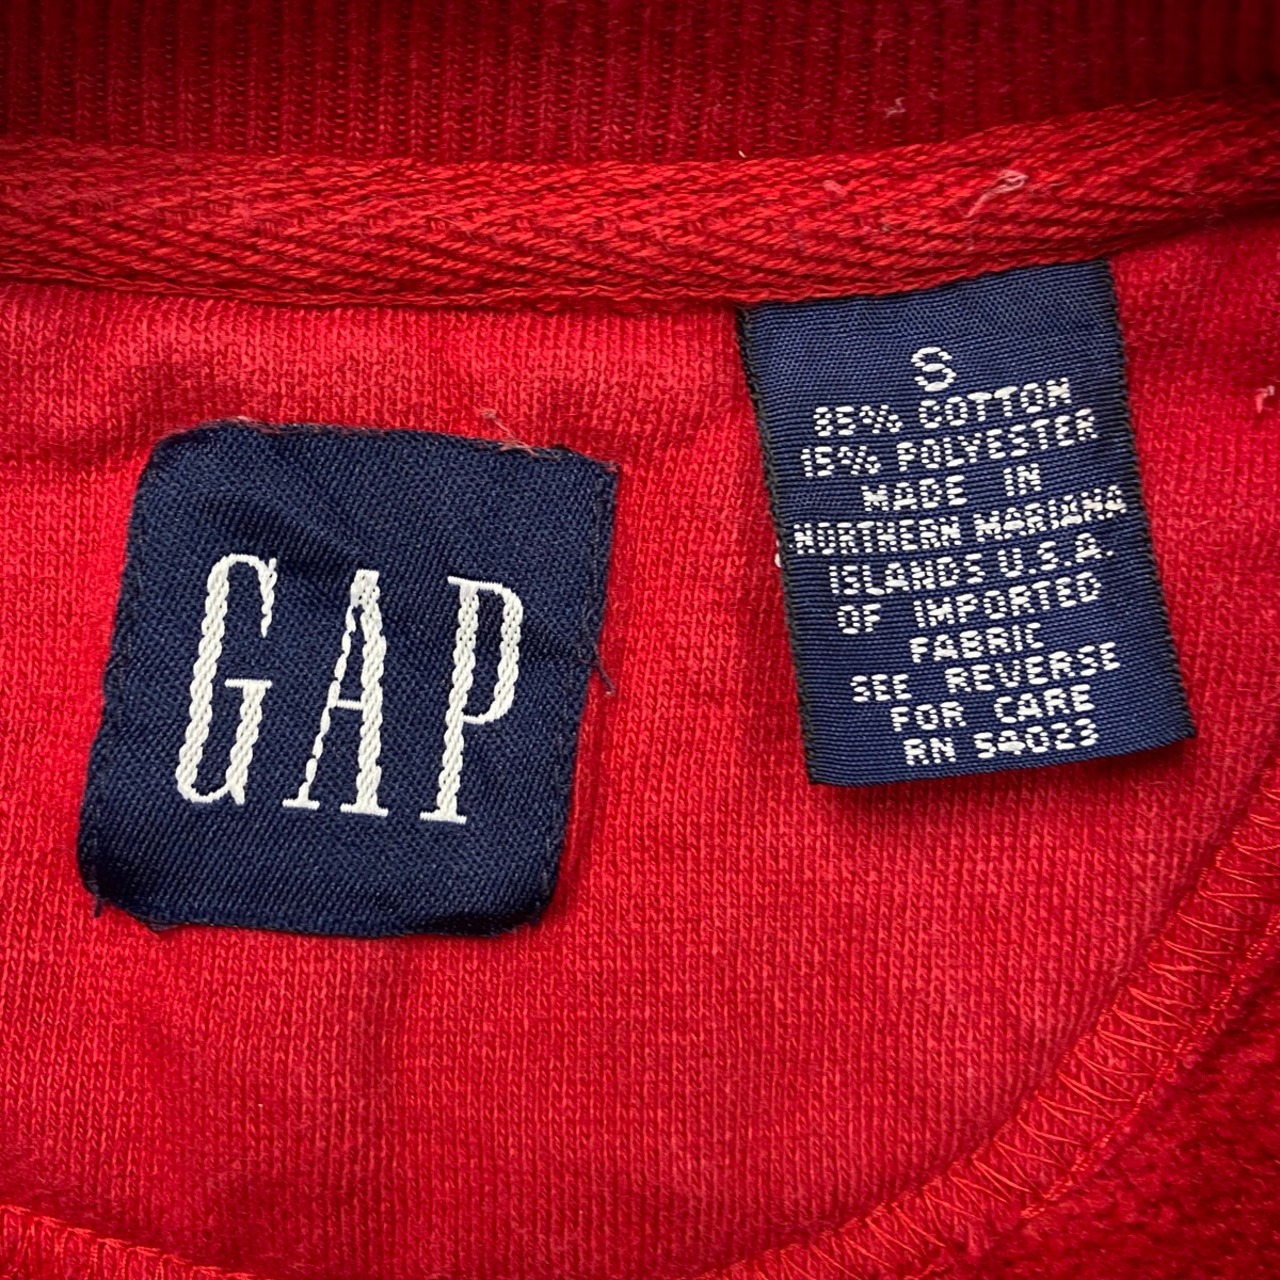 GAP
S
85% COTTON
15% POLYESTER
MADE IN
NORTHERN MARIANA
ISLANDS U.S.A.
OF IMPORTED
FABRIC
SEE REVERSE
FOR CARE
RN 54023